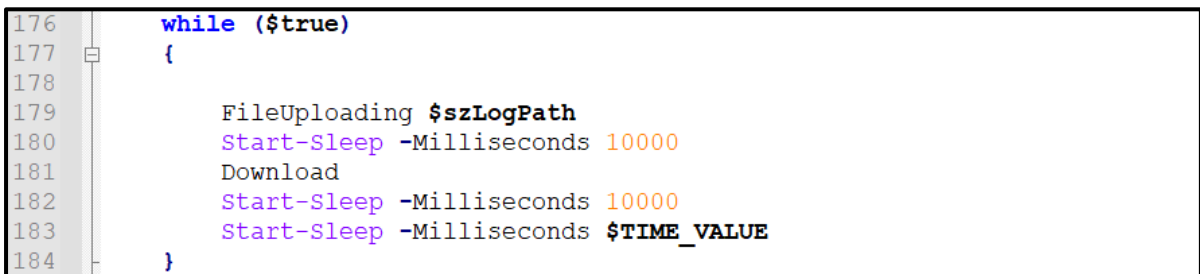 176 while ($true)
177 {
178
179 FileUploading $szLogPath
180 Start-Sleep -Milliseconds 10000
181 Download
182 Start-Sleep -Milliseconds 10000
183 Start-Sleep -Milliseconds $TIME_VALUE
184 }